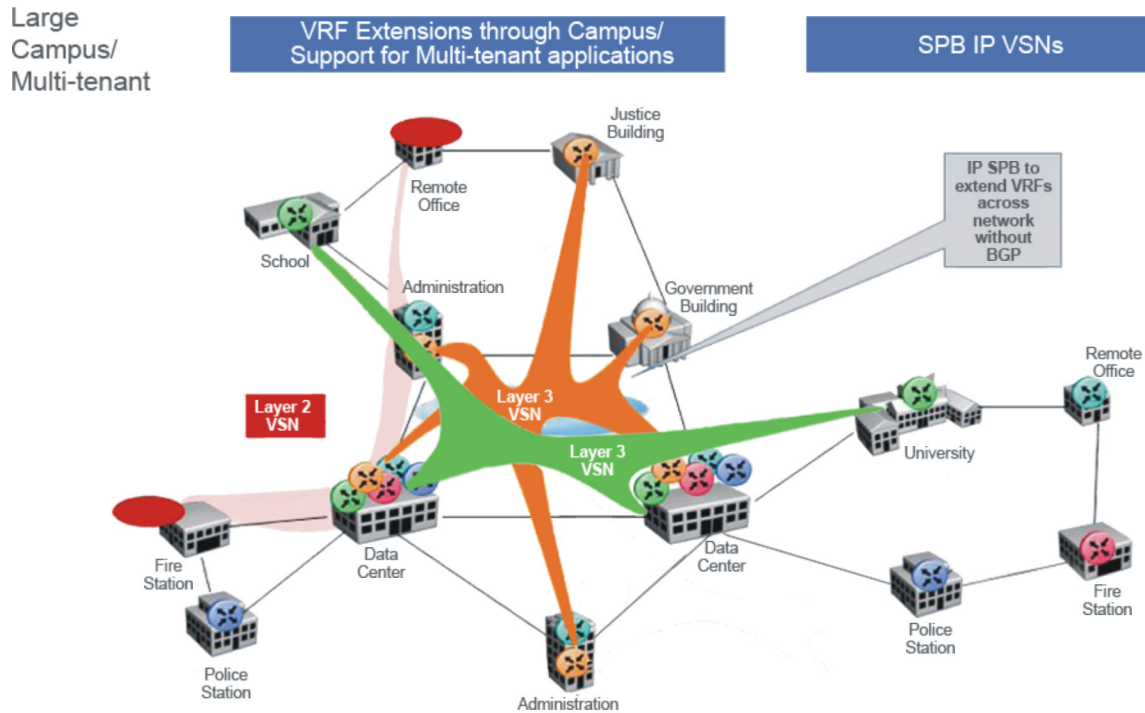 Large
Campus/
Multi-tenant
VRF Extensions through Campus/
Support for Multi-tenant applications
SPB IP VSNs
Justice
Building
Remote
Office
IP SPB to
extend VRFs
across
network
without
BGP
School
Administration
Government
Building
Remote
Office
Layer 2
VSN
Layer 3
VSN
Layer 3
VSN
University
Data
Center
Data
Center
Fire
Station
Fire
Station
Police
Station
Police
Station
Administration